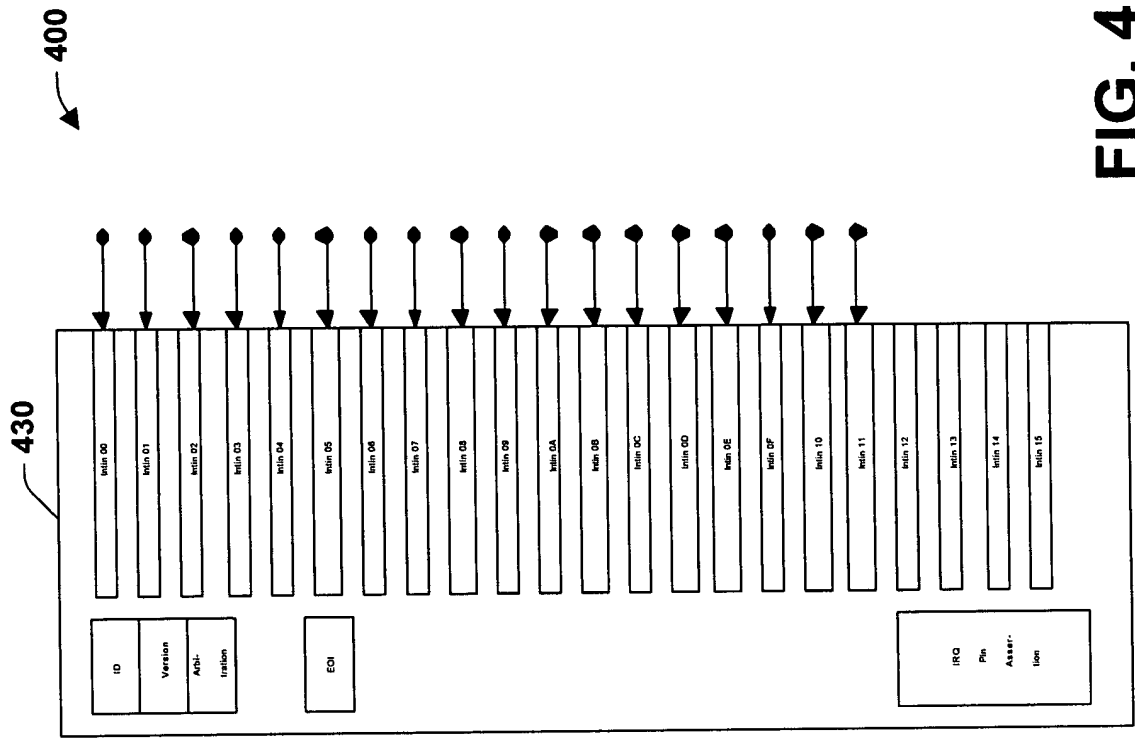 400
430
ID
Version
Arbi-
tration
EOI
IRQ
Pin
Asser-
tion
Intin 00
Intin 01
Intin 02
Intin 03
Intin 04
Intin 05
Intin 06
Intin 07
Intin 08
Intin 09
Intin 0A
Intin 0B
Intin 0C
Intin 0D
Intin 0E
Intin 0F
Intin 10
Intin 11
Intin 12
Intin 13
Intin 14
Intin 15
FIG. 4